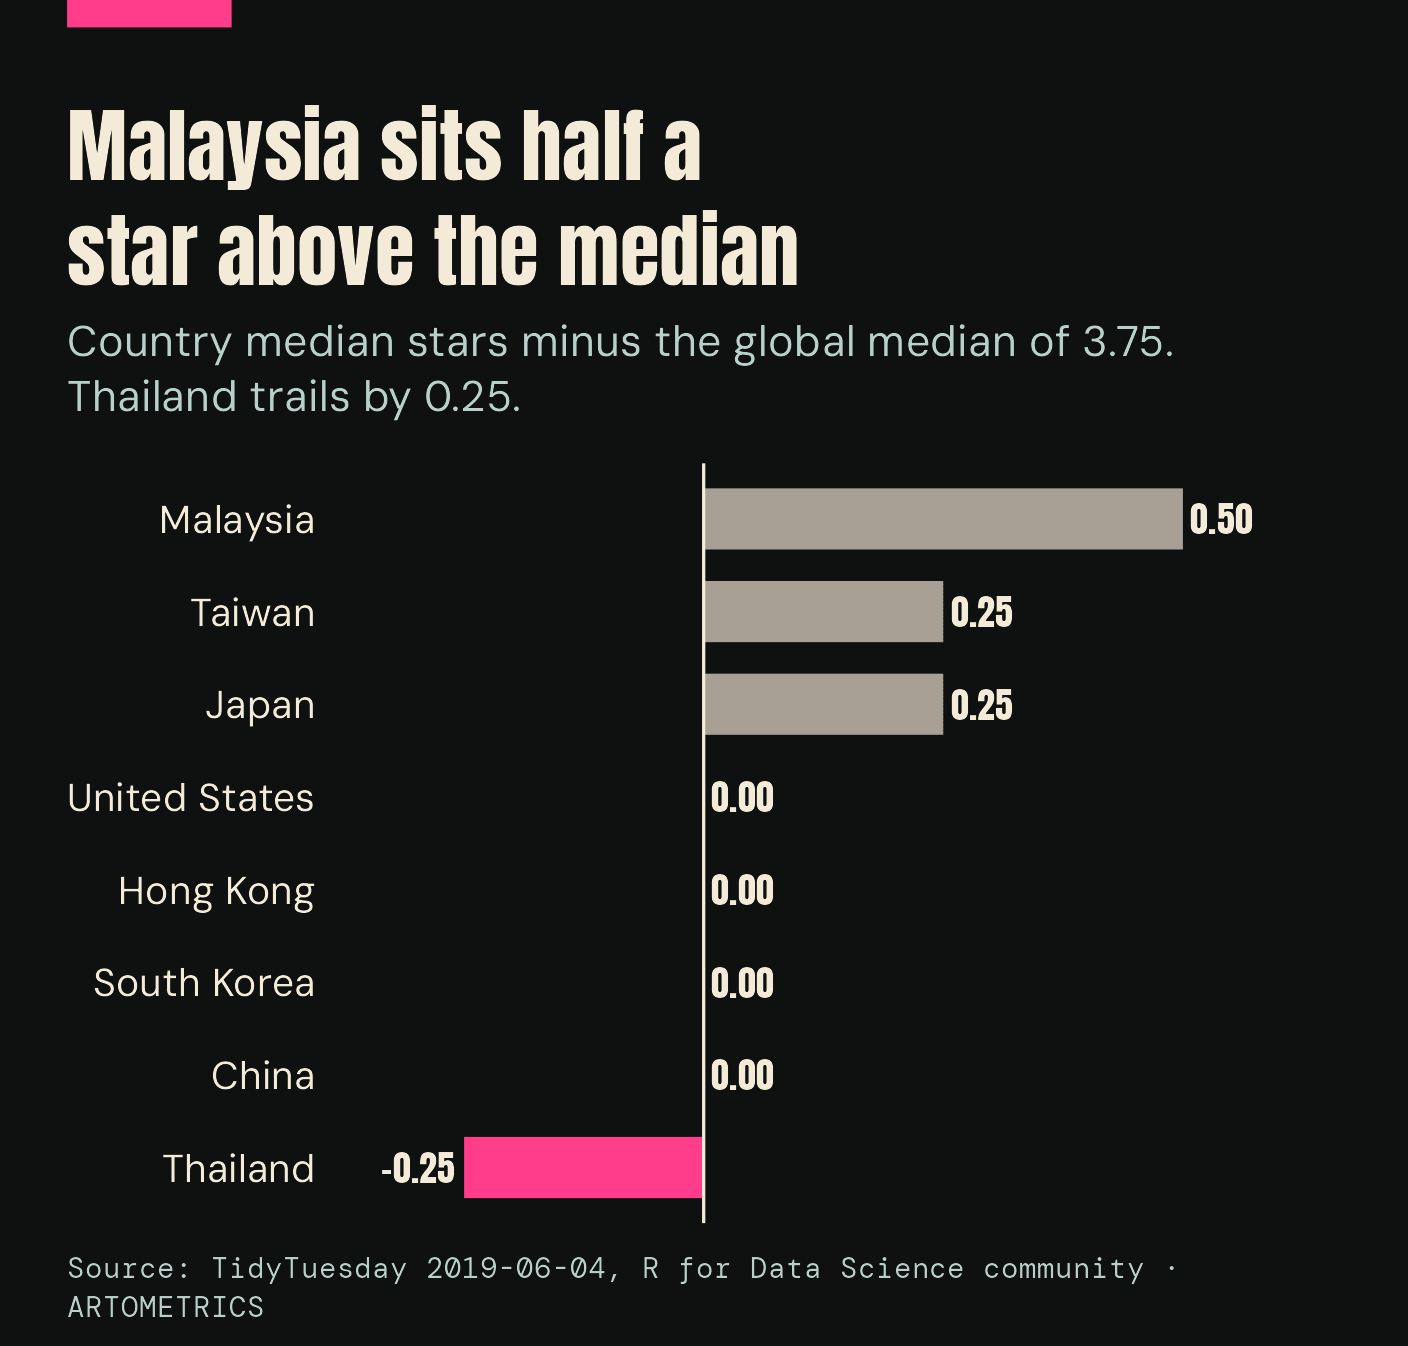 Malaysia sits half a
star above the median
Country median stars minus the global median of 3.75.
Thailand trails by 0.25.
Malaysia 0.50
Taiwan 0.25
Japan 0.25
United States 0.00
Hong Kong 0.00
South Korea 0.00
China 0.00
Thailand -0.25
Source: TidyTuesday 2019-06-04, R for Data Science community ·
ARTOMETRICS